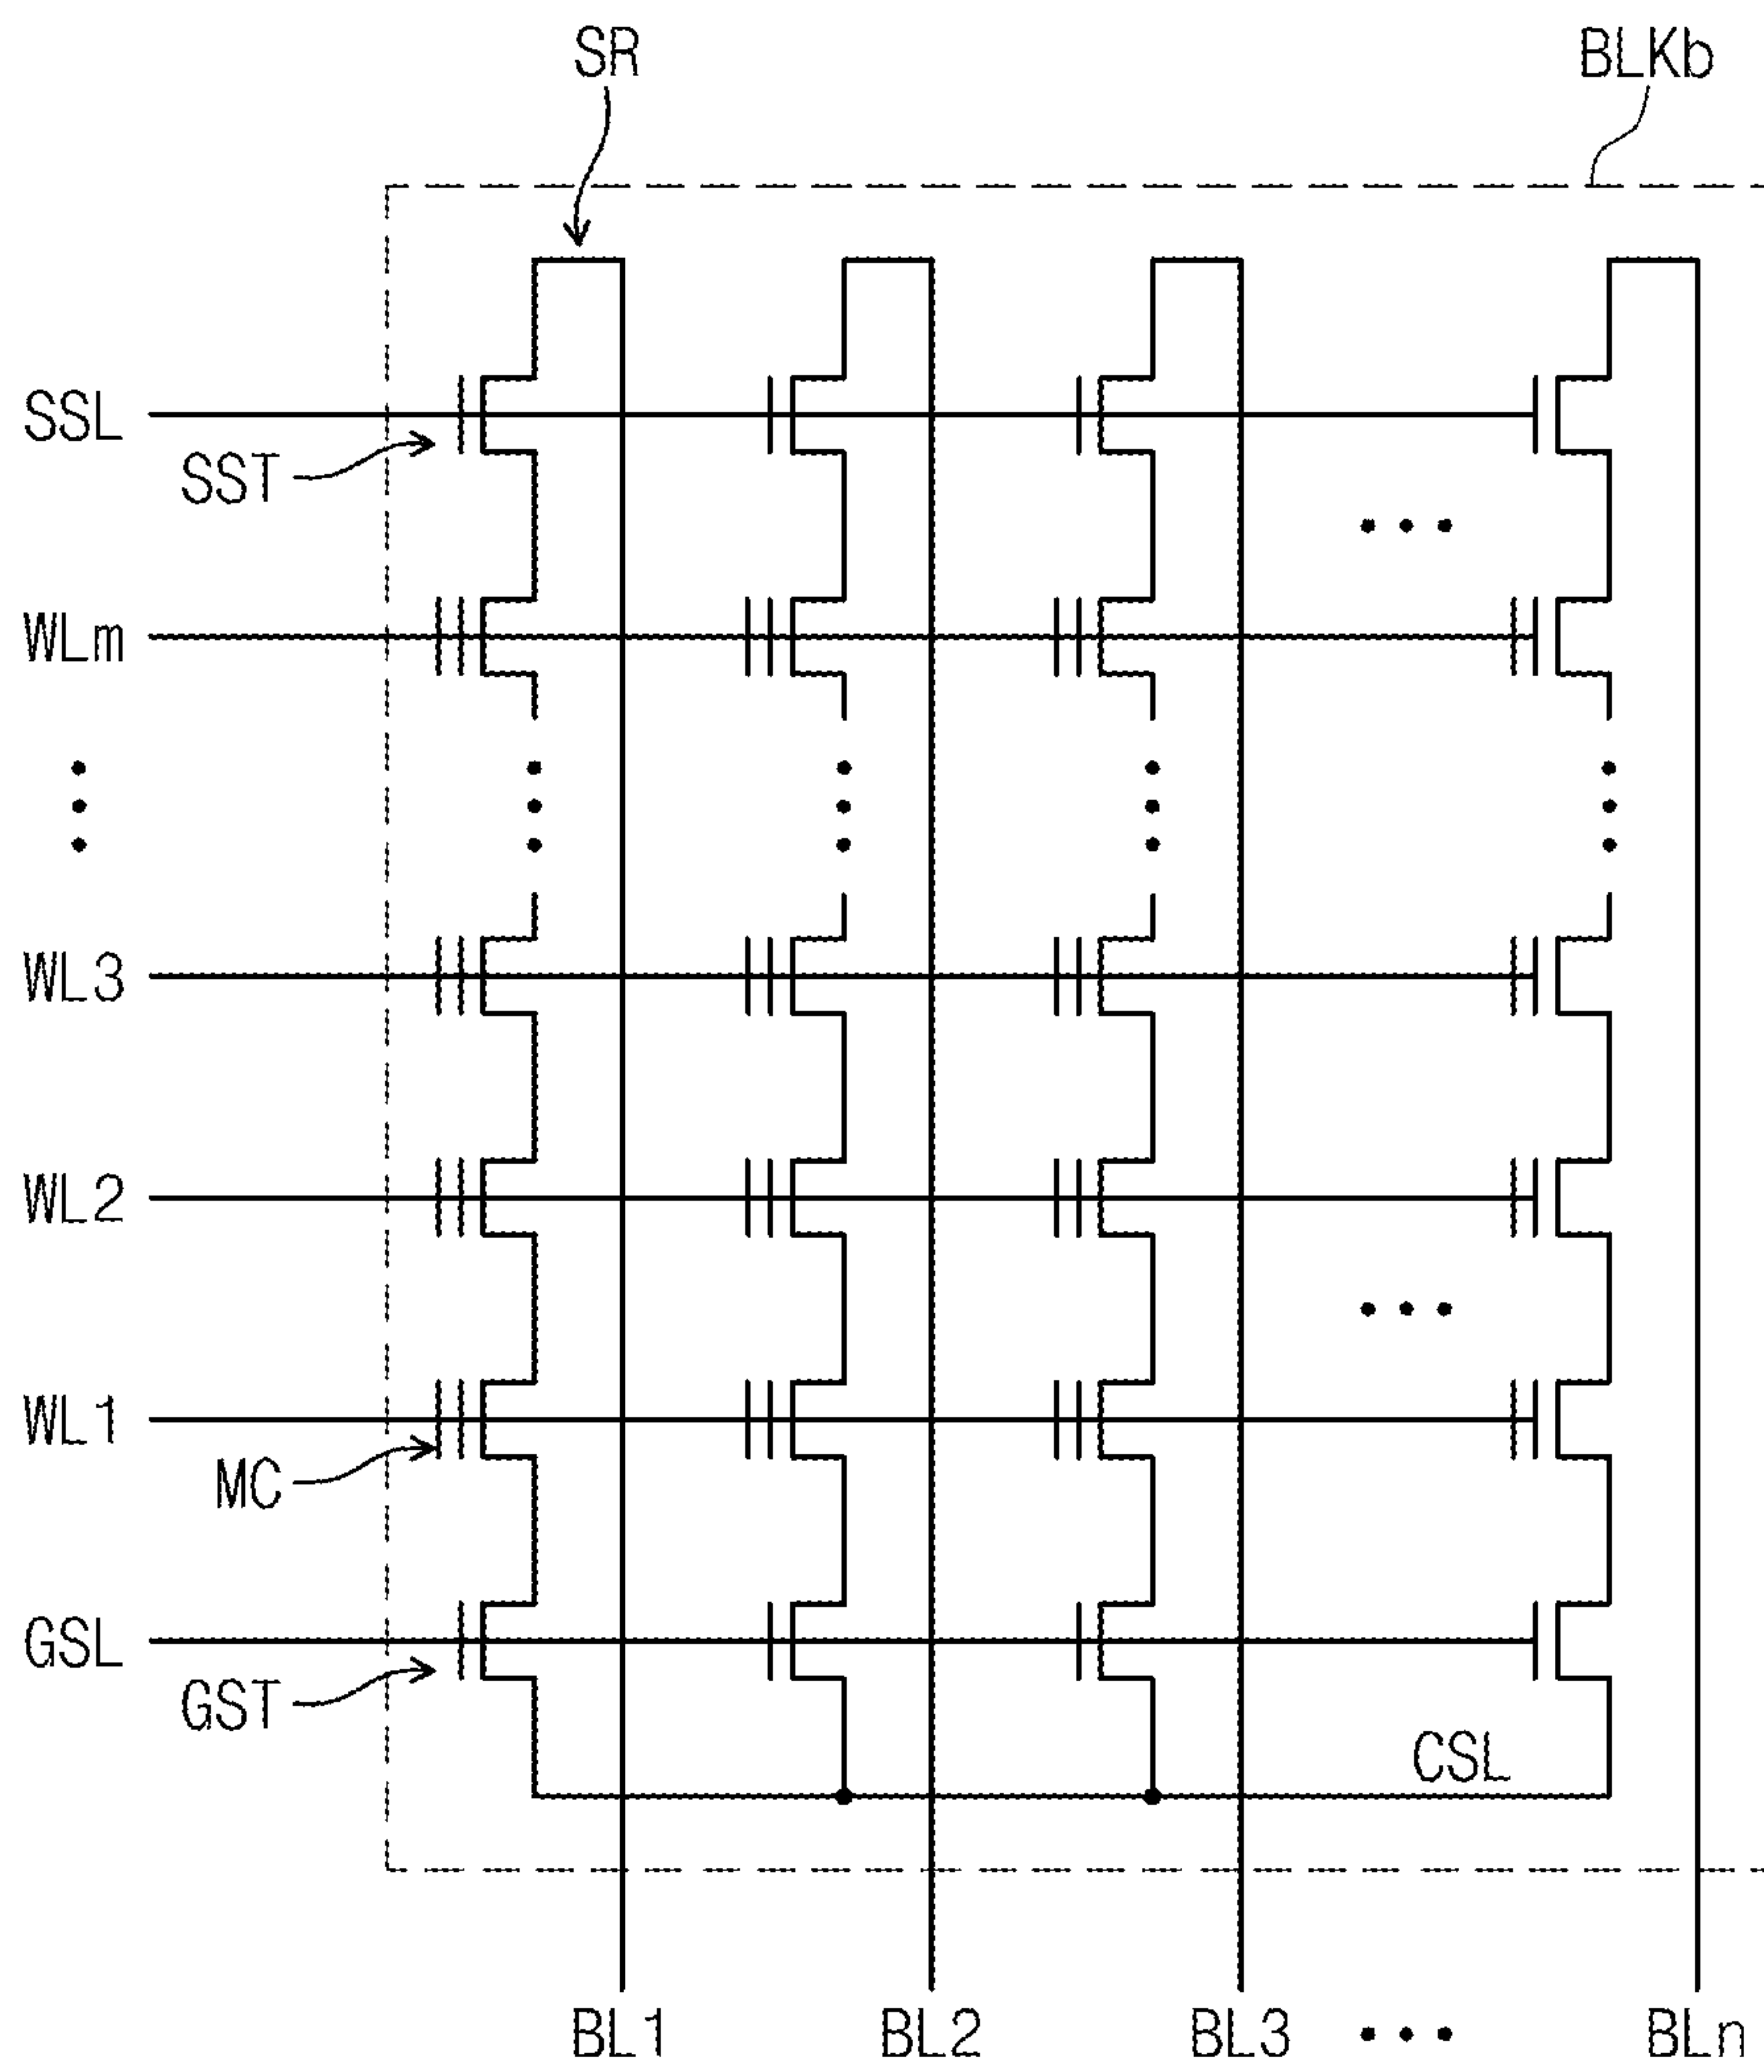 SR
BLKb
SSL
SST
WLm
WL3
WL2
WL1
MC
GSL
GST
CSL
BL1 BL2 BL3 ••• BLn